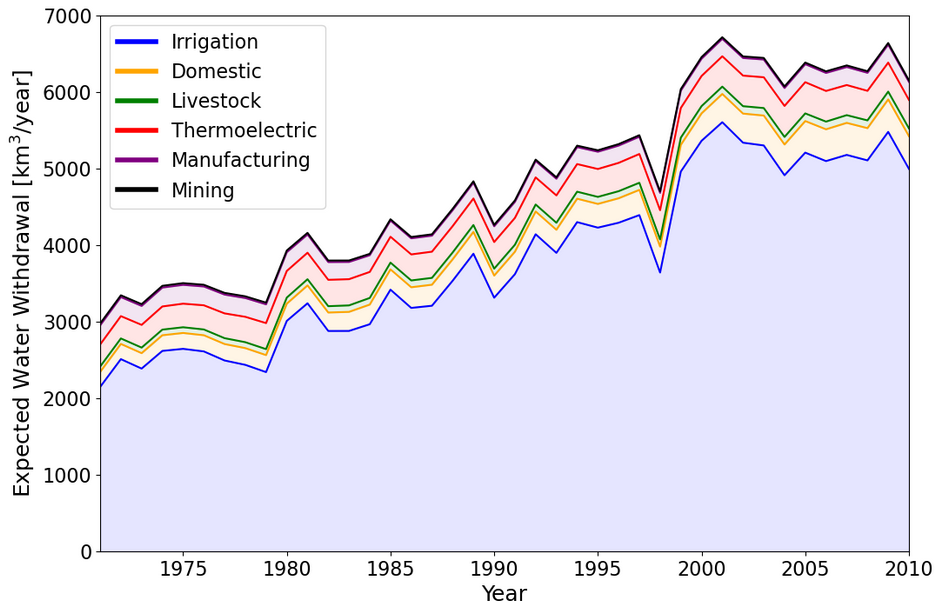 Expected Water Withdrawal [km³/year]
7000
6000
5000
4000
3000
2000
1000
0
Irrigation
Domestic
Livestock
Thermoelectric
Manufacturing
Mining
1975 1980 1985 1990 1995 2000 2005 2010
Year